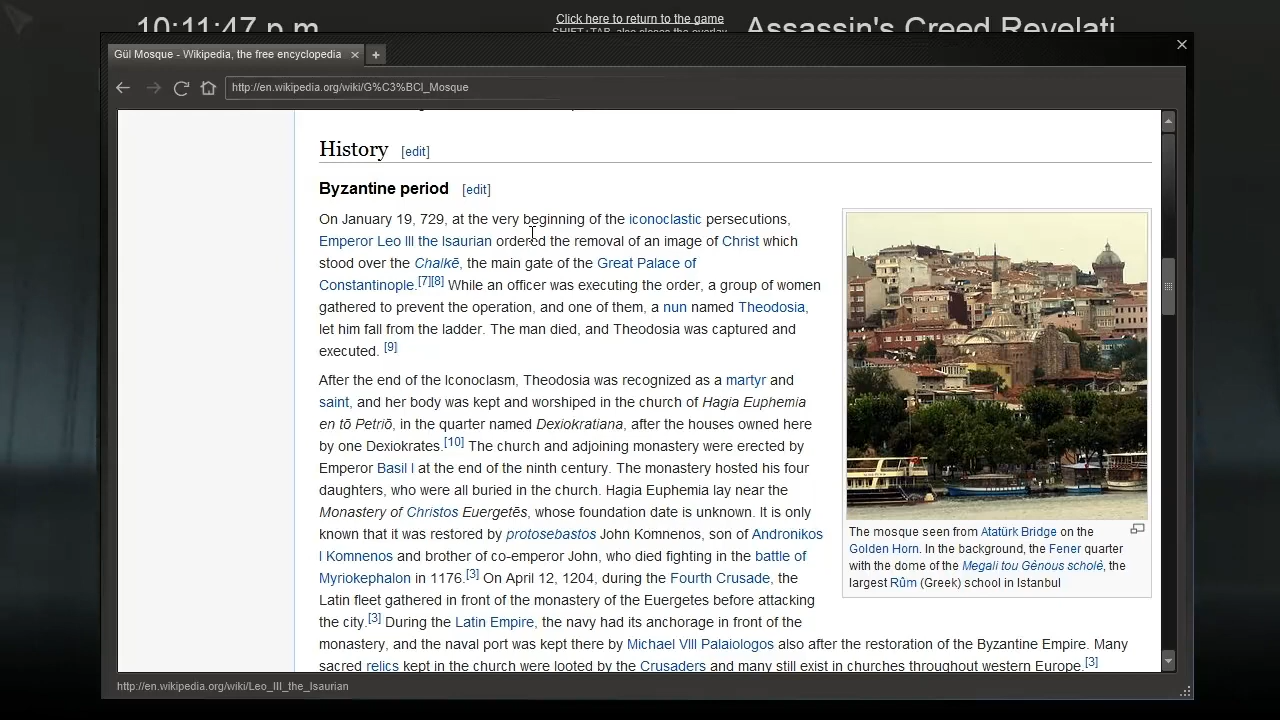 10:11:47 p.m
Click here to return to the game
SHIFT+TAB also closes the overlay
Assassin's Creed Revelati
Gül Mosque - Wikipedia, the free encyclopedia
http://en.wikipedia.org/wiki/G%C3%BCl_Mosque
History [edit]
Byzantine period [edit]
On January 19, 729, at the very beginning of the iconoclastic persecutions,
Emperor Leo III the Isaurian ordered the removal of an image of Christ which
stood over the Chalkē, the main gate of the Great Palace of
Constantinople.[7][8] While an officer was executing the order, a group of women
gathered to prevent the operation, and one of them, a nun named Theodosia,
let him fall from the ladder. The man died, and Theodosia was captured and
executed. [9]
After the end of the Iconoclasm, Theodosia was recognized as a martyr and
saint, and her body was kept and worshiped in the church of Hagia Euphemia
en tō Petriō, in the quarter named Dexiokratiana, after the houses owned here
by one Dexiokrates.[10] The church and adjoining monastery were erected by
Emperor Basil I at the end of the ninth century. The monastery hosted his four
daughters, who were all buried in the church. Hagia Euphemia lay near the
Monastery of Christos Euergetēs, whose foundation date is unknown. It is only
known that it was restored by protosebastos John Komnenos, son of Andronikos
I Komnenos and brother of co-emperor John, who died fighting in the battle of
Myriokephalon in 1176.[3] On April 12, 1204, during the Fourth Crusade, the
Latin fleet gathered in front of the monastery of the Euergetes before attacking
the city.[3] During the Latin Empire, the navy had its anchorage in front of the
monastery, and the naval port was kept there by Michael VIII Palaiologos also after the restoration of the Byzantine Empire. Many
sacred relics kept in the church were looted by the Crusaders and many still exist in churches throughout western Europe.[3]
The mosque seen from Atatürk Bridge on the
Golden Horn. In the background, the Fener quarter
with the dome of the Megali tou Génous scholē, the
largest Rûm (Greek) school in Istanbul
http://en.wikipedia.org/wiki/Leo_III_the_Isaurian